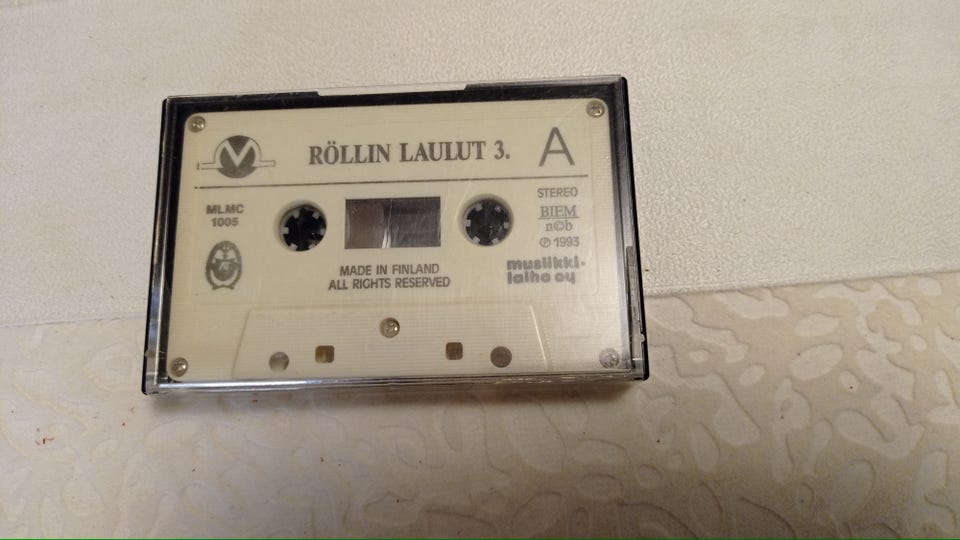 RÖLLIN LAULUT 3.
A
MLMC
1005
STEREO
BIEM
n©b
℗ 1993
MADE IN FINLAND
ALL RIGHTS RESERVED
musiikki-
laiho oy